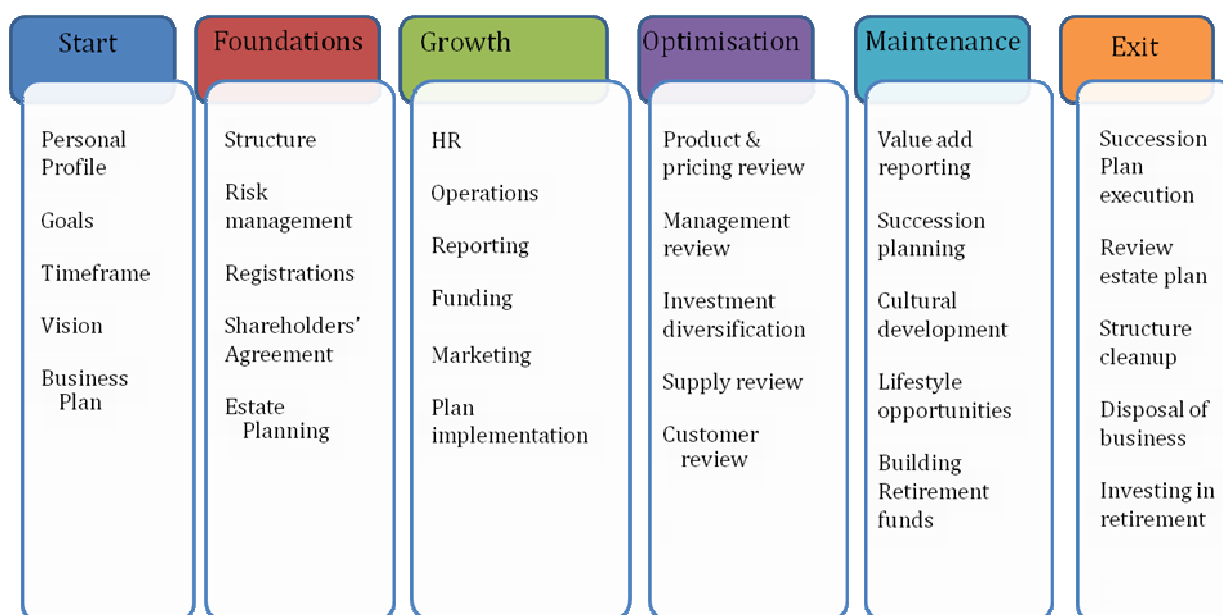 Start
Personal
Profile
Goals
Timeframe
Vision
Business
Plan
Foundations
Structure
Risk
management
Registrations
Shareholders’
Agreement
Estate
Planning
Growth
HR
Operations
Reporting
Funding
Marketing
Plan
implementation
Optimisation
Product &
pricing review
Management
review
Investment
diversification
Supply review
Customer
review
Maintenance
Value add
reporting
Succession
planning
Cultural
development
Lifestyle
opportunities
Building
Retirement
funds
Exit
Succession
Plan
execution
Review
estate plan
Structure
cleanup
Disposal of
business
Investing in
retirement